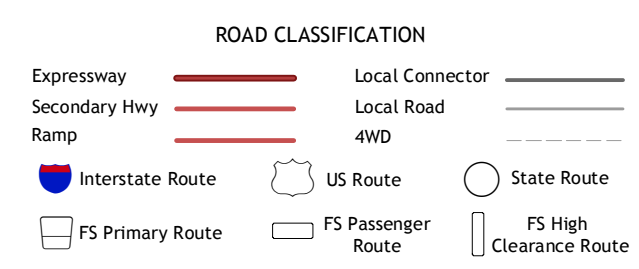 ROAD CLASSIFICATION
Expressway
Local Connector
Secondary Hwy
Local Road
Ramp
4WD
Interstate Route
US Route
State Route
FS Primary Route
FS Passenger
Route
FS High
Clearance Route